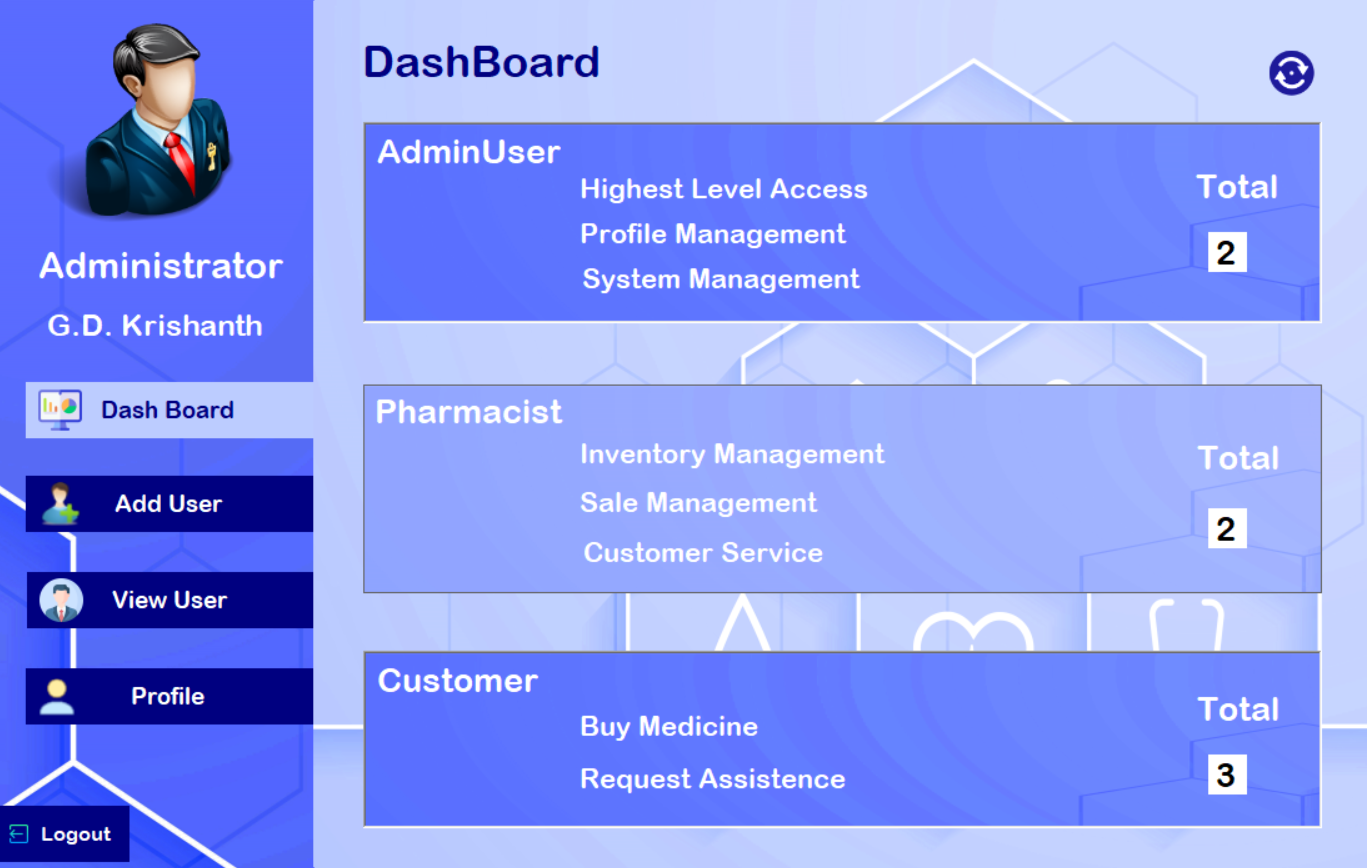 Administrator
G.D. Krishanth
Dash Board
Add User
View User
Profile
Logout
DashBoard
AdminUser
Highest Level Access
Profile Management
System Management
Total
2
Pharmacist
Inventory Management
Sale Management
Customer Service
Total
2
Customer
Buy Medicine
Request Assistence
Total
3